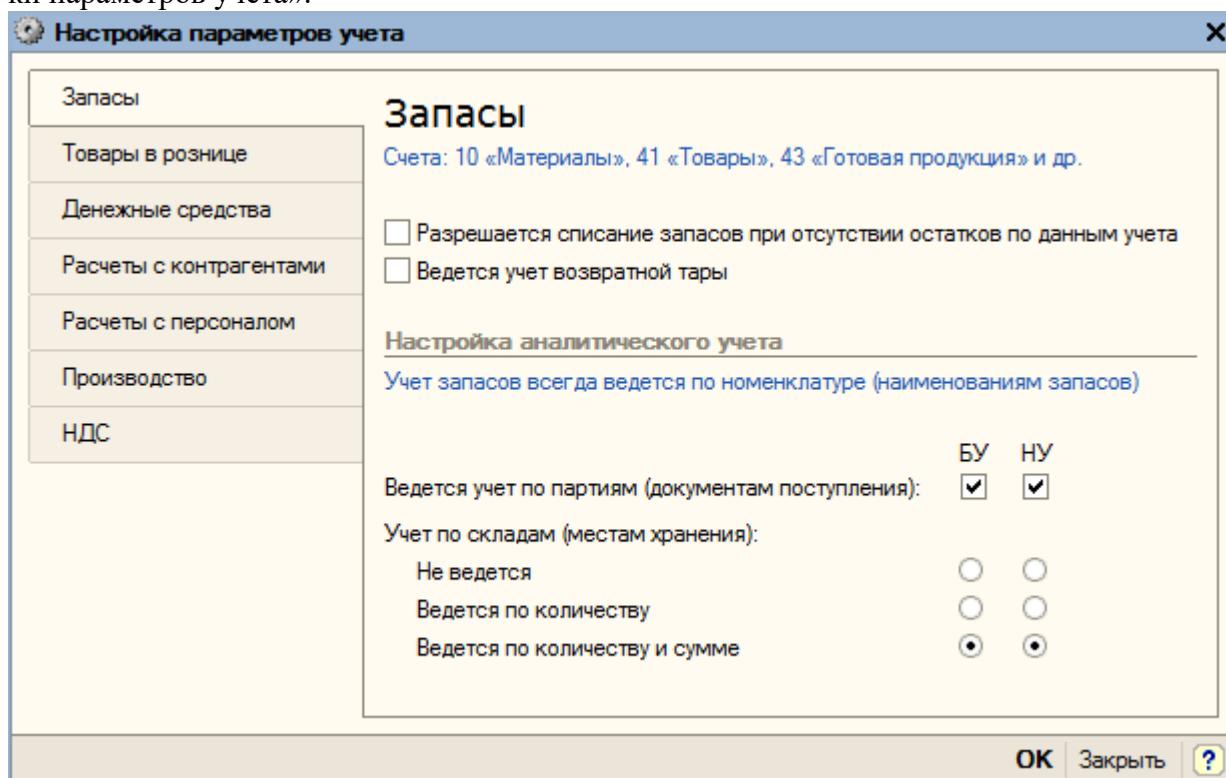 ки параметров учета».
Настройка параметров учета
Запасы
Товары в рознице
Денежные средства
Расчеты с контрагентами
Расчеты с персоналом
Производство
НДС
Запасы
Счета: 10 «Материалы», 41 «Товары», 43 «Готовая продукция» и др.
Разрешается списание запасов при отсутствии остатков по данным учета
Ведется учет возвратной тары
Настройка аналитического учета
Учет запасов всегда ведется по номенклатуре (наименованиям запасов)
БУ НУ
Ведется учет по партиям (документам поступления):
Учет по складам (местам хранения):
Не ведется
Ведется по количеству
Ведется по количеству и сумме
OK Закрыть ?